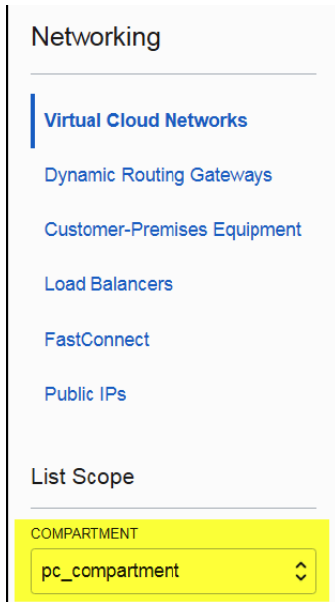 Networking
Virtual Cloud Networks
Dynamic Routing Gateways
Customer-Premises Equipment
Load Balancers
FastConnect
Public IPs
List Scope
COMPARTMENT
pc_compartment